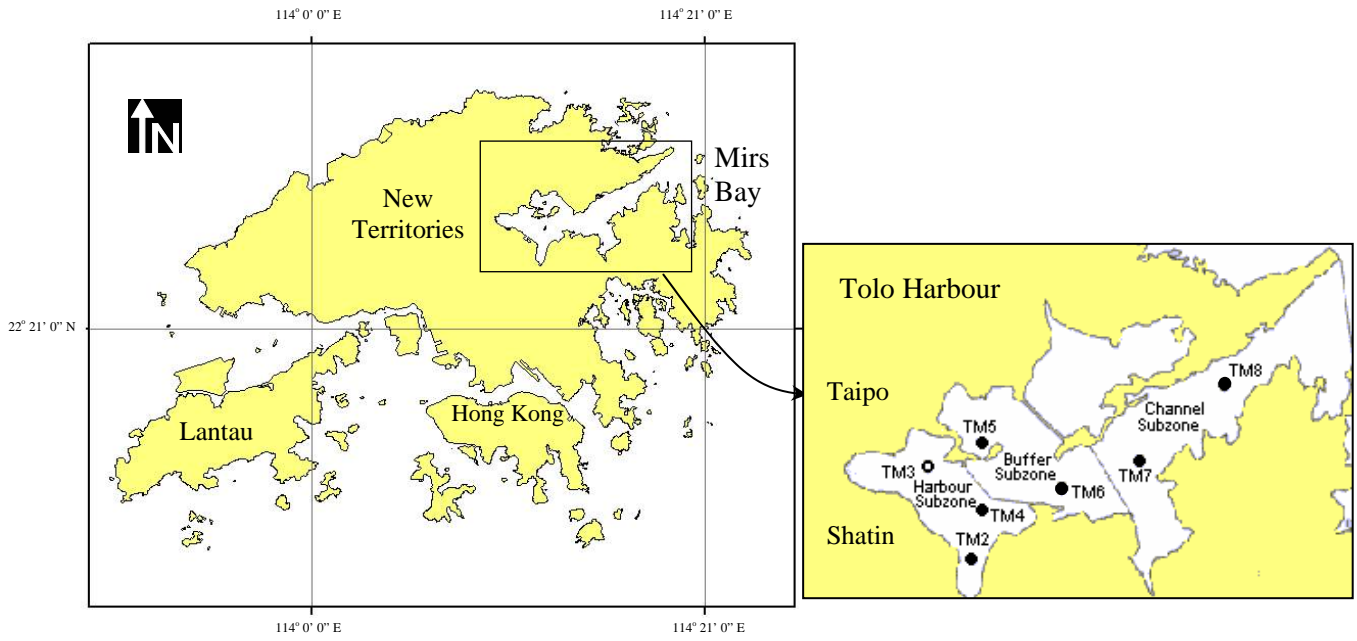 114° 0' 0" E
114° 21' 0" E
N
Mirs
Bay
New
Territories
22° 21' 0" N
Hong Kong
Lantau
114° 0' 0" E
114° 21' 0" E
Tolo Harbour
Taipo
Shatin
TM8
Channel
Subzone
TM5
Buffer
Subzone
TM3
Harbour
Subzone
TM7
TM6
TM4
TM2